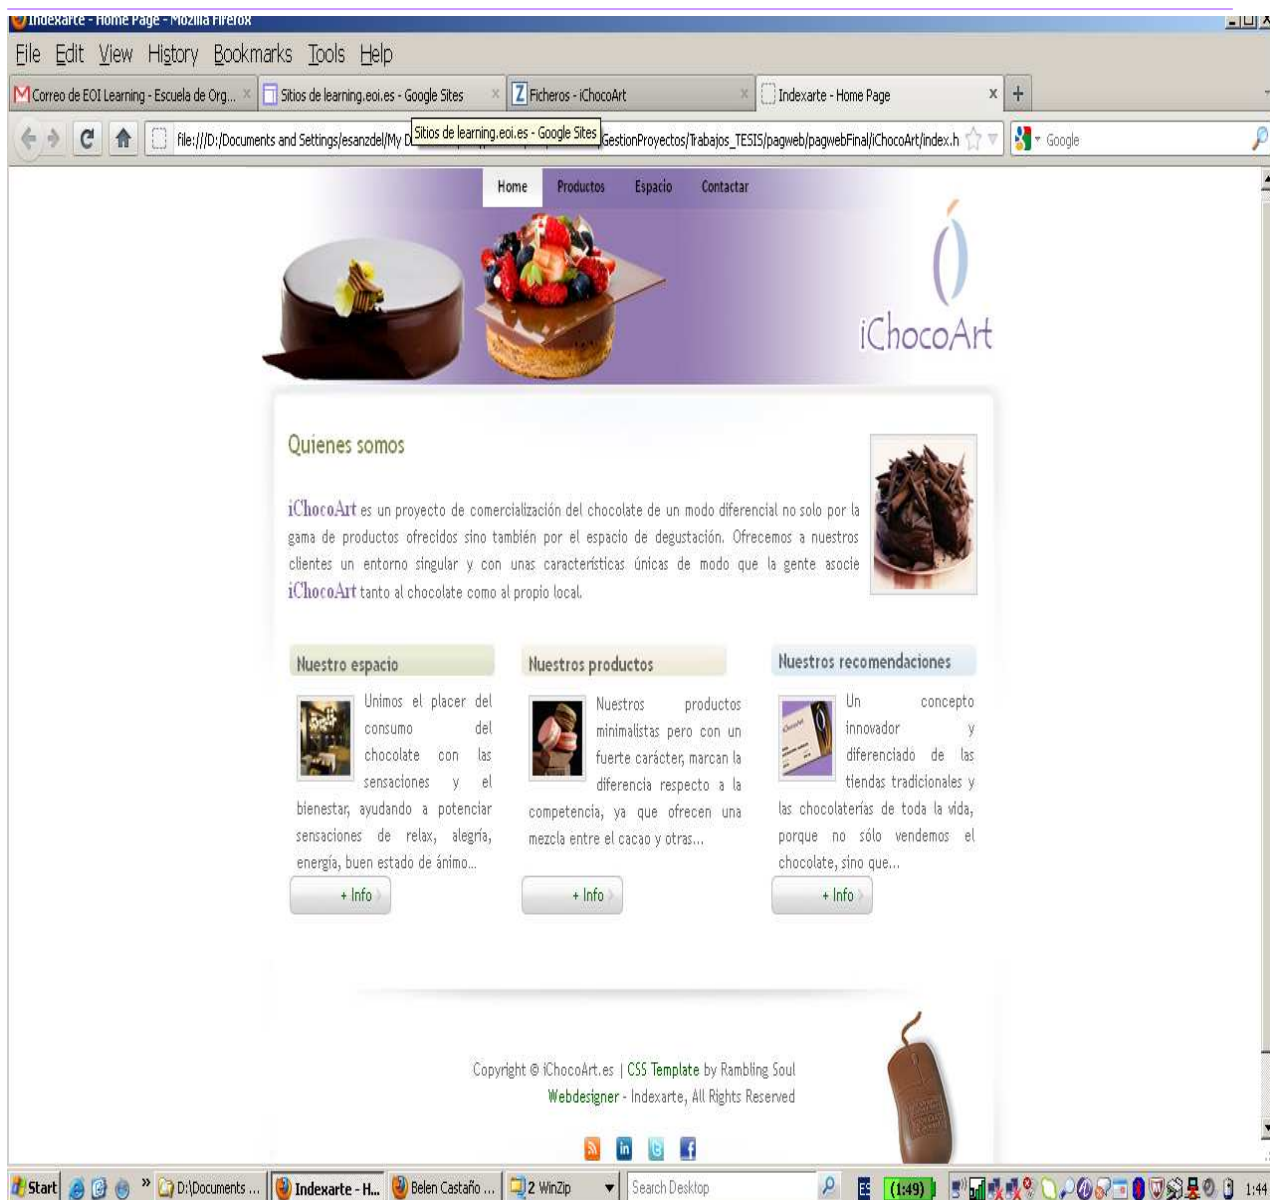 Indexarte - Home Page - Mozilla Firefox
File Edit View History Bookmarks Tools Help
Correo de EOI Learning - Escuela de Org... Sitios de learning.eoi.es - Google Sites Ficheros - iChocoArt Indexarte - Home Page
file:///D:/Documents and Settings/esanzdel/My D GestionProyectos/Trabajos_TESIS/pagweb/pagwebFinal/iChocoArt/index.h Google
Sitios de learning.eoi.es - Google Sites
Home Productos Espacio Contactar
iChocoArt
Quienes somos
iChocoArt es un proyecto de comercialización del chocolate de un modo diferencial no solo por la
gama de productos ofrecidos sino también por el espacio de degustación. Ofrecemos a nuestros
clientes un entorno singular y con unas características únicas de modo que la gente asocie
iChocoArt tanto al chocolate como al propio local.
Nuestro espacio
Unimos el placer del
consumo del
chocolate con las
sensaciones y el
bienestar, ayudando a potenciar
sensaciones de relax, alegría,
energía, buen estado de ánimo...
+ Info
Nuestros productos
Nuestros productos
minimalistas pero con un
fuerte carácter, marcan la
diferencia respecto a la
competencia, ya que ofrecen una
mezcla entre el cacao y otras...
+ Info
Nuestros recomendaciones
Un concepto
innovador y
diferenciado de las
tiendas tradicionales y
las chocolaterías de toda la vida,
porque no sólo vendemos el
chocolate, sino que...
+ Info
Copyright © iChocoArt.es | CSS Template by Rambling Soul
Webdesigner - Indexarte, All Rights Reserved
Start D:\Documents ... Indexarte - H... Belen Castaño ... 2 WinZip Search Desktop ES (1:49) 1:44